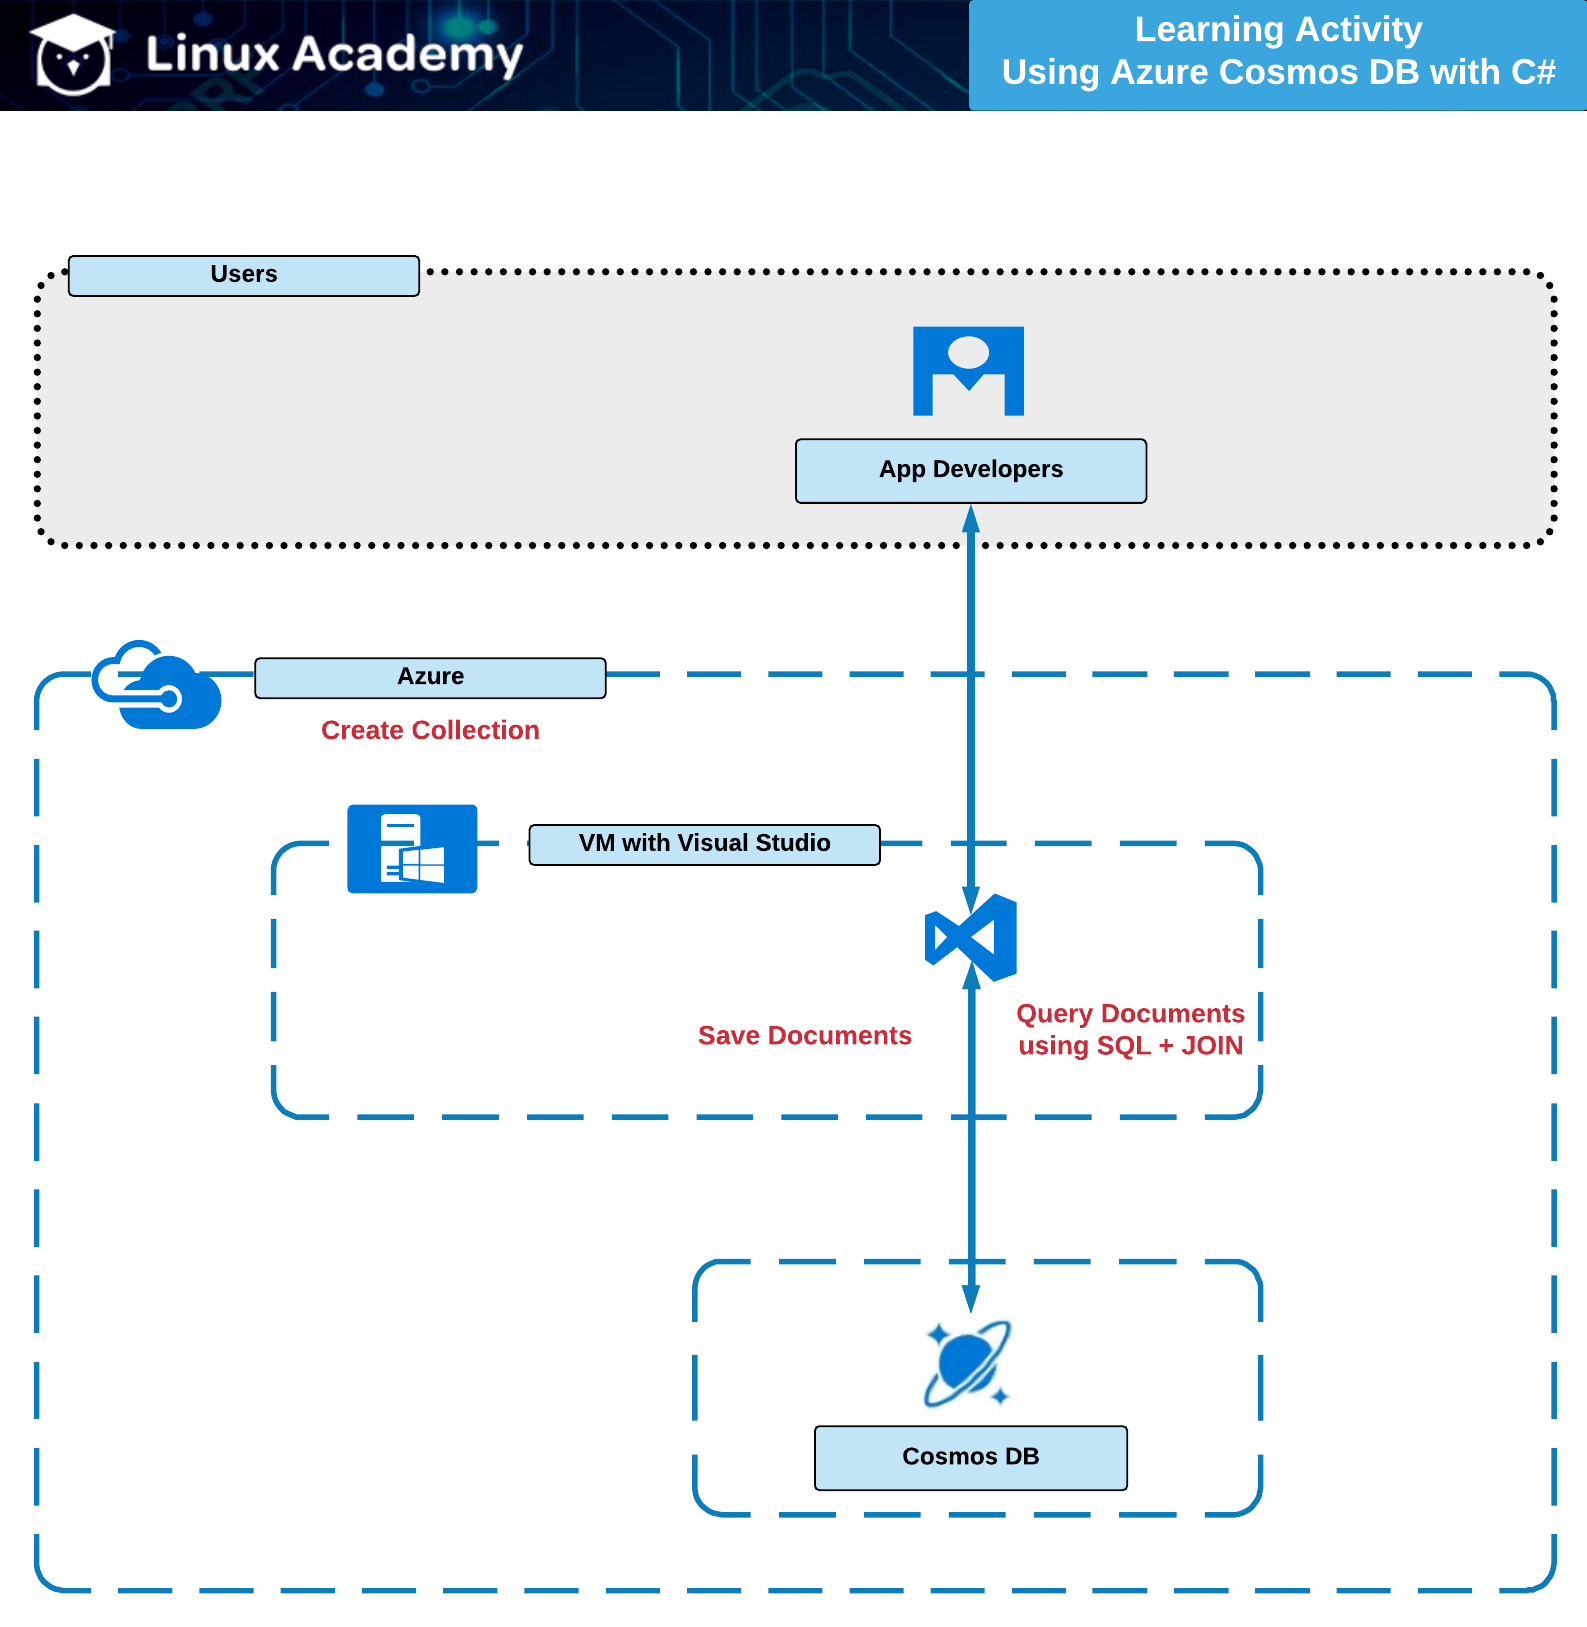 Linux Academy
Learning Activity
Using Azure Cosmos DB with C#
Users
App Developers
Azure
Create Collection
VM with Visual Studio
Save Documents
Query Documents
using SQL + JOIN
Cosmos DB